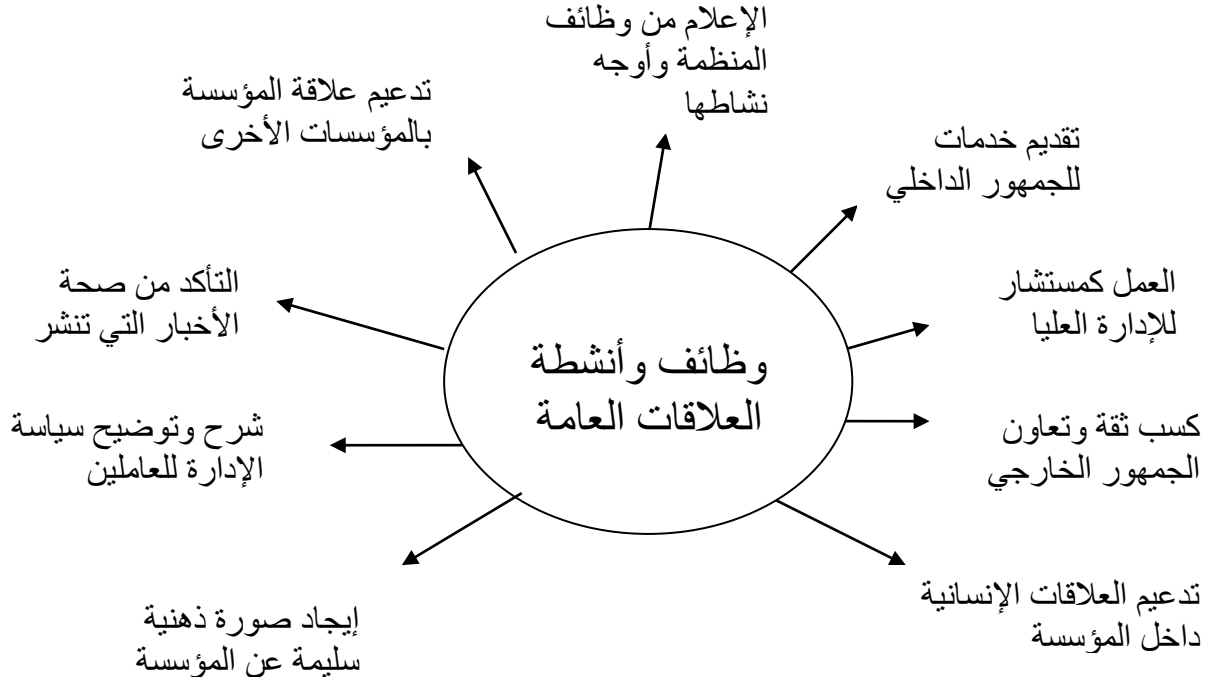 الإعلام من وظائف
المنظمة وأوجه
نشاطها
تقديم خدمات
للجمهور الداخلي
العمل كمستشار
للإدارة العليا
كسب ثقة وتعاون
الجمهور الخارجي
تدعيم العلاقات الإنسانية
داخل المؤسسة
تدعيم علاقة المؤسسة
بالمؤسسات الأخرى
التأكد من صحة
الأخبار التي تنشر
شرح وتوضيح سياسة
الإدارة للعاملين
إيجاد صورة ذهنية
سليمة عن المؤسسة
وظائف وأنشطة
العلاقات العامة